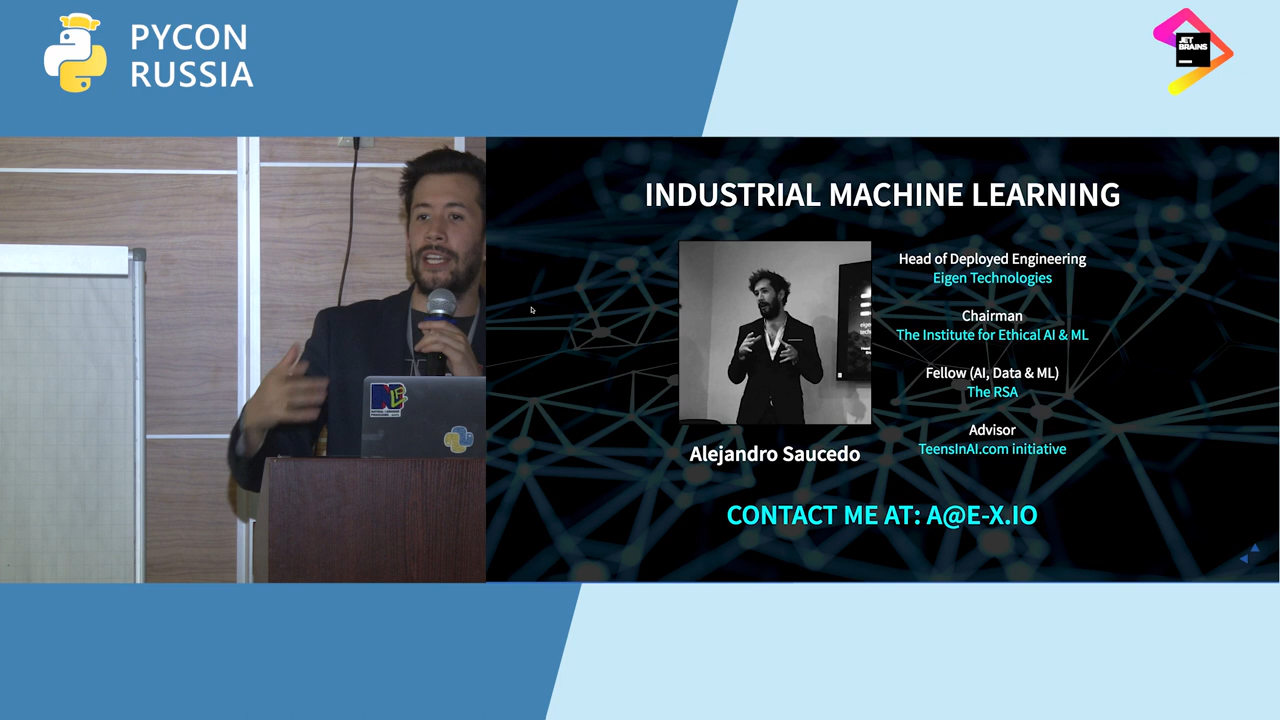 PYCON
RUSSIA
JET
BRAINS
INDUSTRIAL MACHINE LEARNING
Head of Deployed Engineering
Eigen Technologies
Chairman
The Institute for Ethical AI & ML
Fellow (AI, Data & ML)
The RSA
Advisor
TeensInAI.com initiative
Alejandro Saucedo
CONTACT ME AT: A@E-X.IO